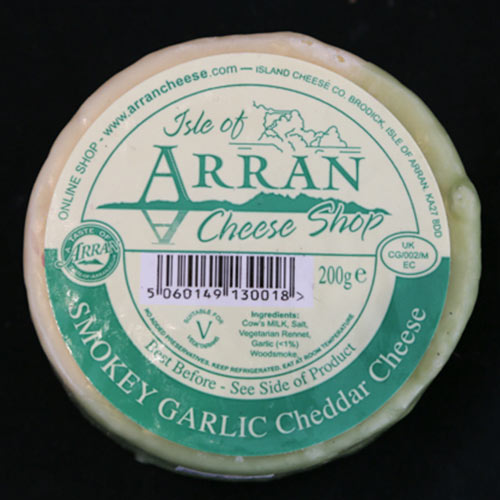 ONLINE SHOP - www.arrancheese.com — ISLAND CHEESE CO. BRODICK, ISLE OF ARRAN. KA27 8DD
Isle of
ARRAN
Cheese Shop
A TASTE OF
ARRAN
UK
CG/002/M
EC
200g e
5 060149 130018 >
SUITABLE FOR
V
VEGETARIANS
Ingredients:
Cow's MILK, Salt,
Vegetarian Rennet,
Garlic (<1%)
Woodsmoke.
NO ADDED PRESERVATIVES. KEEP REFRIGERATED. EAT AT ROOM TEMPERATURE
Best Before - See Side of Product
SMOKEY GARLIC Cheddar Cheese